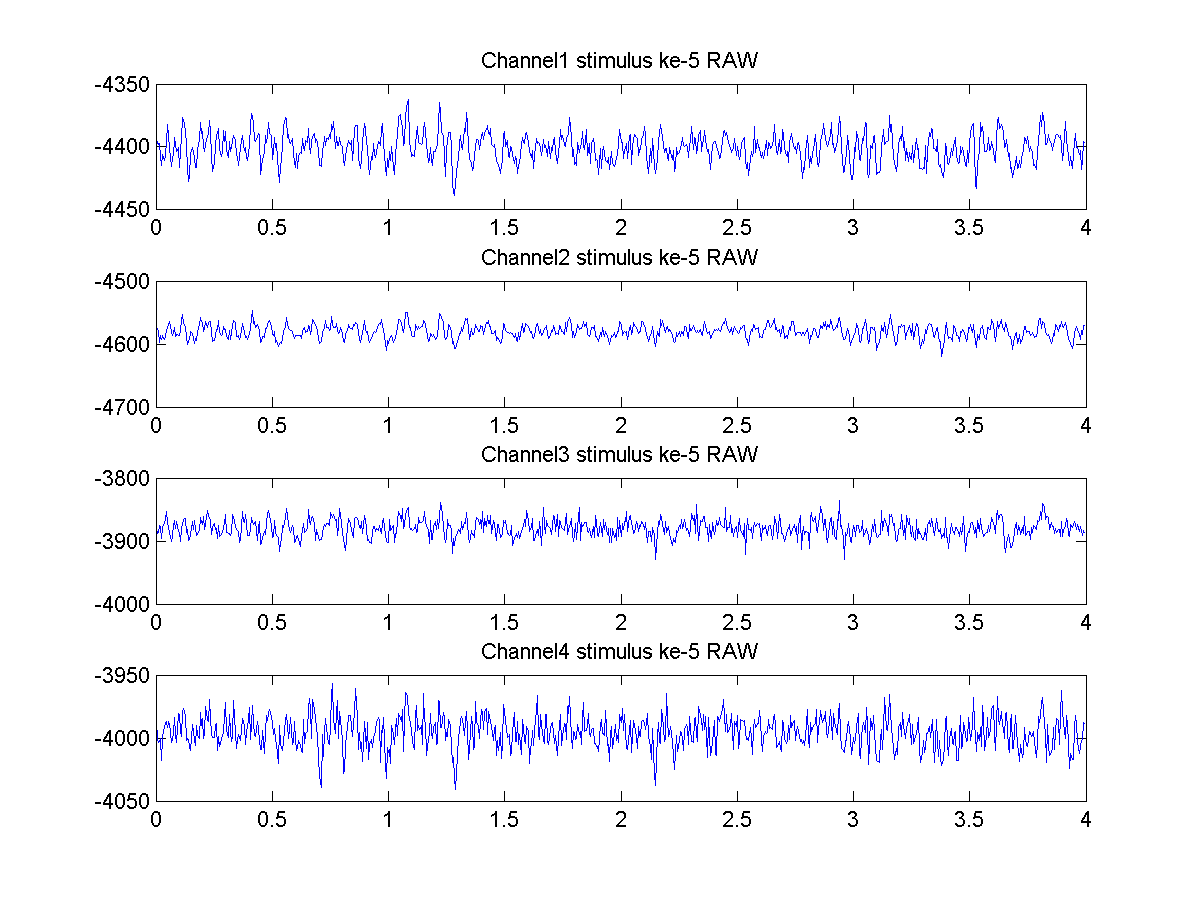 Channel1 stimulus ke-5 RAW
-4350
-4400
-4450
0 0.5 1 1.5 2 2.5 3 3.5 4
Channel2 stimulus ke-5 RAW
-4500
-4600
-4700
0 0.5 1 1.5 2 2.5 3 3.5 4
Channel3 stimulus ke-5 RAW
-3800
-3900
-4000
0 0.5 1 1.5 2 2.5 3 3.5 4
Channel4 stimulus ke-5 RAW
-3950
-4000
-4050
0 0.5 1 1.5 2 2.5 3 3.5 4